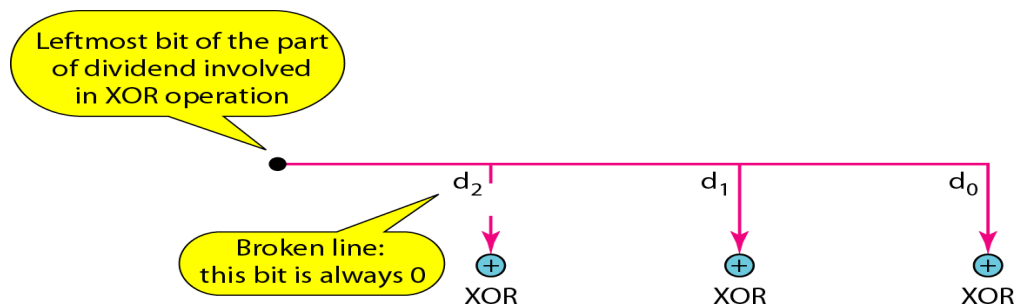 Leftmost bit of the part
of dividend involved
in XOR operation
d2
d1
d0
Broken line:
this bit is always 0
+
+
+
XOR
XOR
XOR